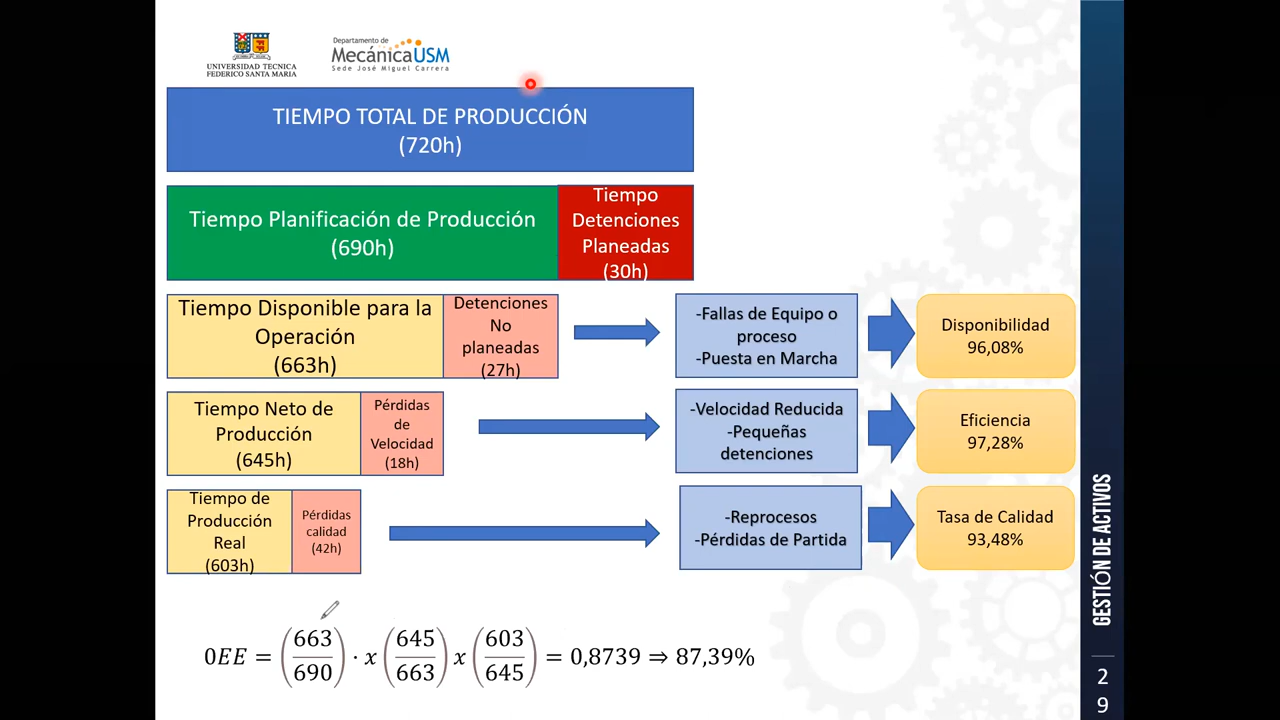 UNIVERSIDAD TECNICA
FEDERICO SANTA MARIA
Departamento de
MecánicaUSM
Sede José Miguel Carrera
TIEMPO TOTAL DE PRODUCCIÓN
(720h)
Tiempo Planificación de Producción
(690h)
Tiempo
Detenciones
Planeadas
(30h)
Tiempo Disponible para la
Operación
(663h)
Detenciones
No
planeadas
(27h)
-Fallas de Equipo o
proceso
-Puesta en Marcha
Disponibilidad
96,08%
Tiempo Neto de
Producción
(645h)
Pérdidas
de
Velocidad
(18h)
-Velocidad Reducida
-Pequeñas
detenciones
Eficiencia
97,28%
Tiempo de
Producción
Real
(603h)
Pérdidas
calidad
(42h)
-Reprocesos
-Pérdidas de Partida
Tasa de Calidad
93,48%
0EE = (663/690) · x (645/663) x (603/645) = 0,8739 ⇒ 87,39%
GESTIÓN DE ACTIVOS
2
9